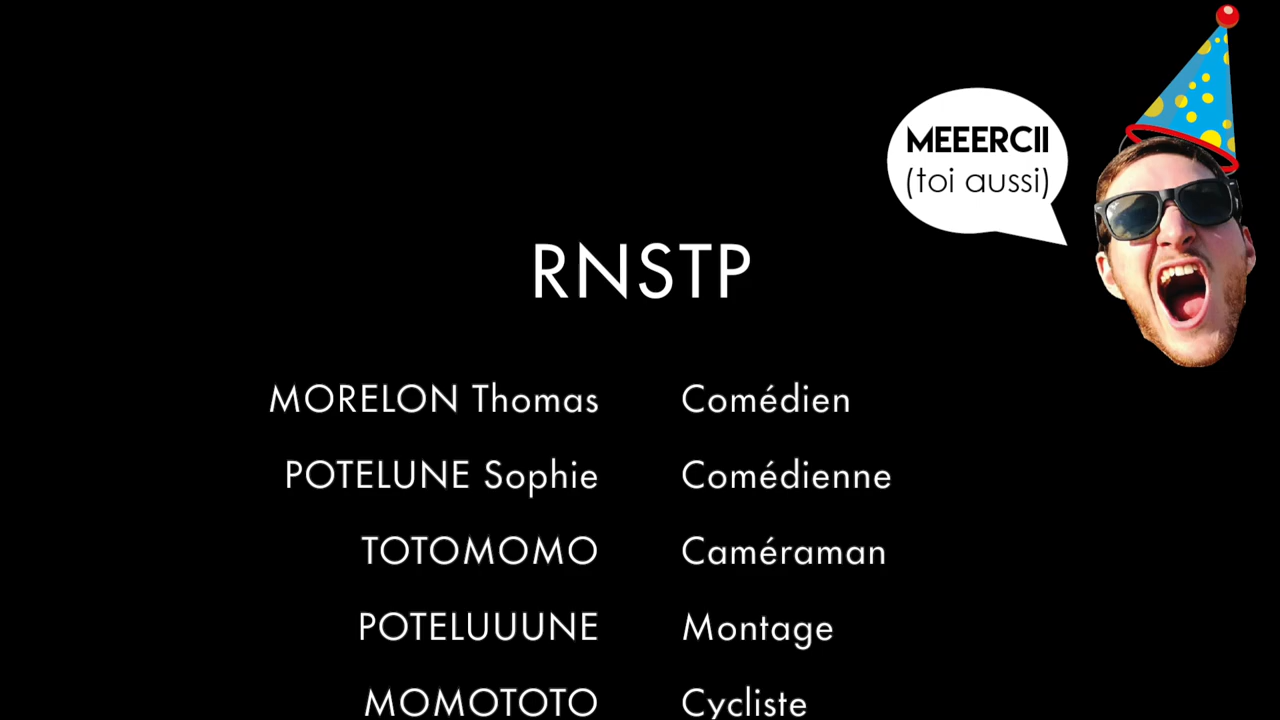 MEEERCII
(toi aussi)
RNSTP
MORELON Thomas Comédien
POTELUNE Sophie Comédienne
TOTOMOMO Caméraman
POTELUUUNE Montage
MOMOTOTO Cycliste